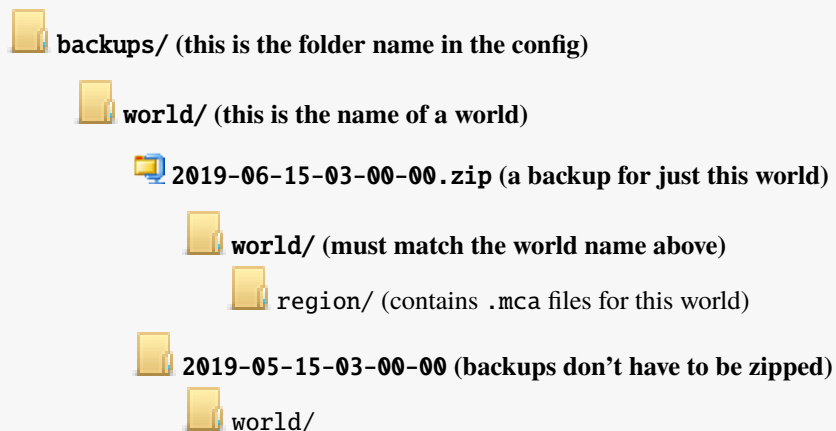 backups/ (this is the folder name in the config)
world/ (this is the name of a world)
2019-06-15-03-00-00.zip (a backup for just this world)
world/ (must match the world name above)
region/ (contains .mca files for this world)
2019-05-15-03-00-00 (backups don't have to be zipped)
world/